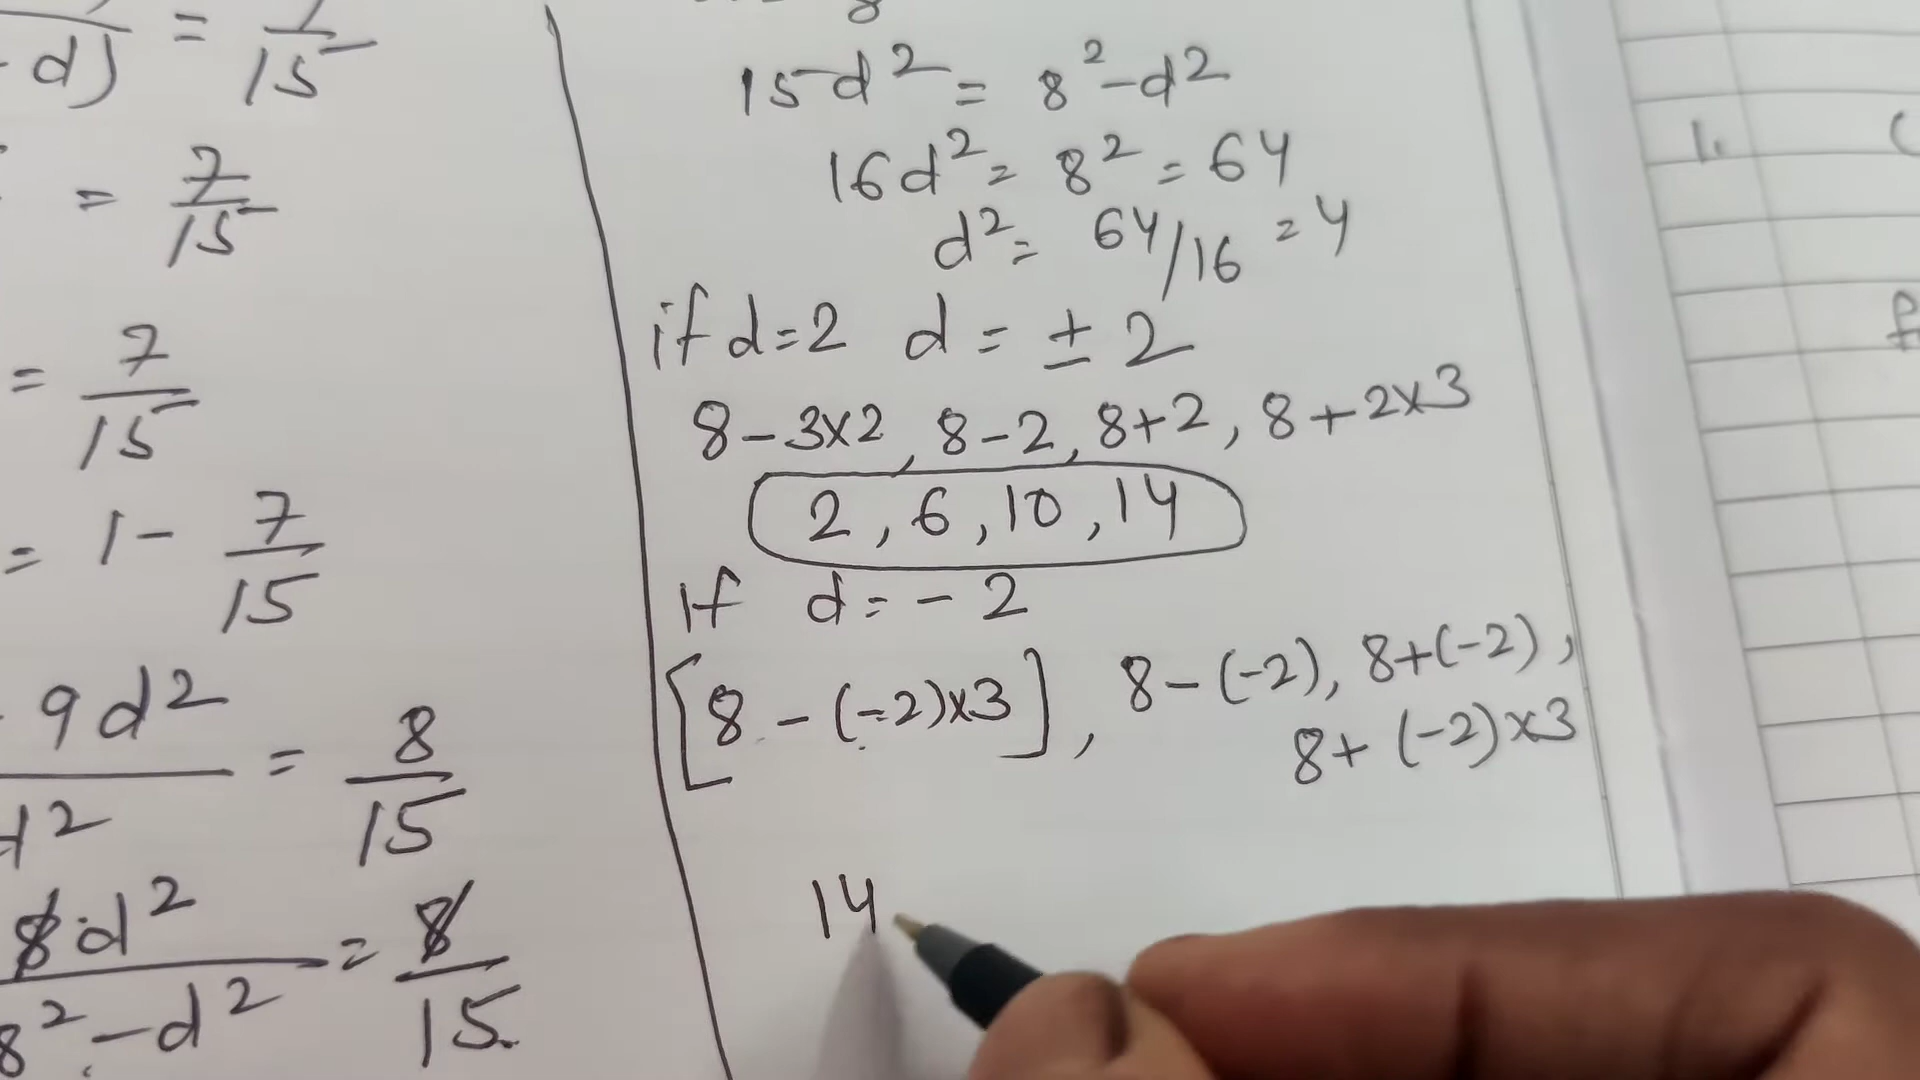 d) = 1/15
= 7/15
= 7/15
= 1 - 7/15
9d² = 8/15
d²
8d² = 8/15
8² - d²
15d² = 8² - d²
16d² = 8² = 64
d² = 64/16 = 4
if d = 2 d = ± 2
8 - 3x2, 8 - 2, 8 + 2, 8 + 2x3
2, 6, 10, 14
If d = - 2
[8 - (-2)x3], 8 - (-2), 8 + (-2),
8 + (-2)x3
14
1.